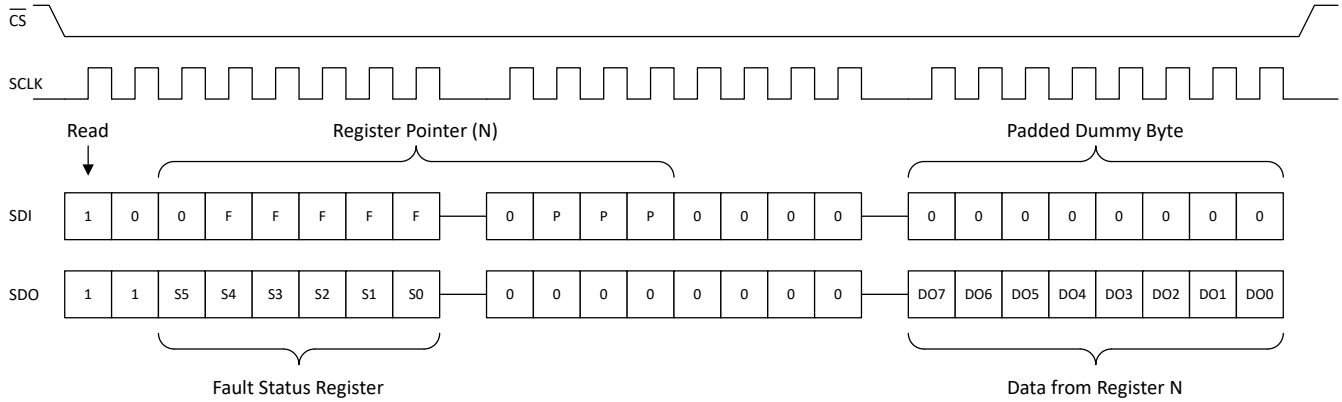 CS
SCLK
Read
Register Pointer (N)
Padded Dummy Byte
SDI 1 0 0 F F F F F 0 P P P 0 0 0 0 0 0 0 0 0 0 0 0
SDO 1 1 S5 S4 S3 S2 S1 S0 0 0 0 0 0 0 0 0 DO7 DO6 DO5 DO4 DO3 DO2 DO1 DO0
Fault Status Register
Data from Register N